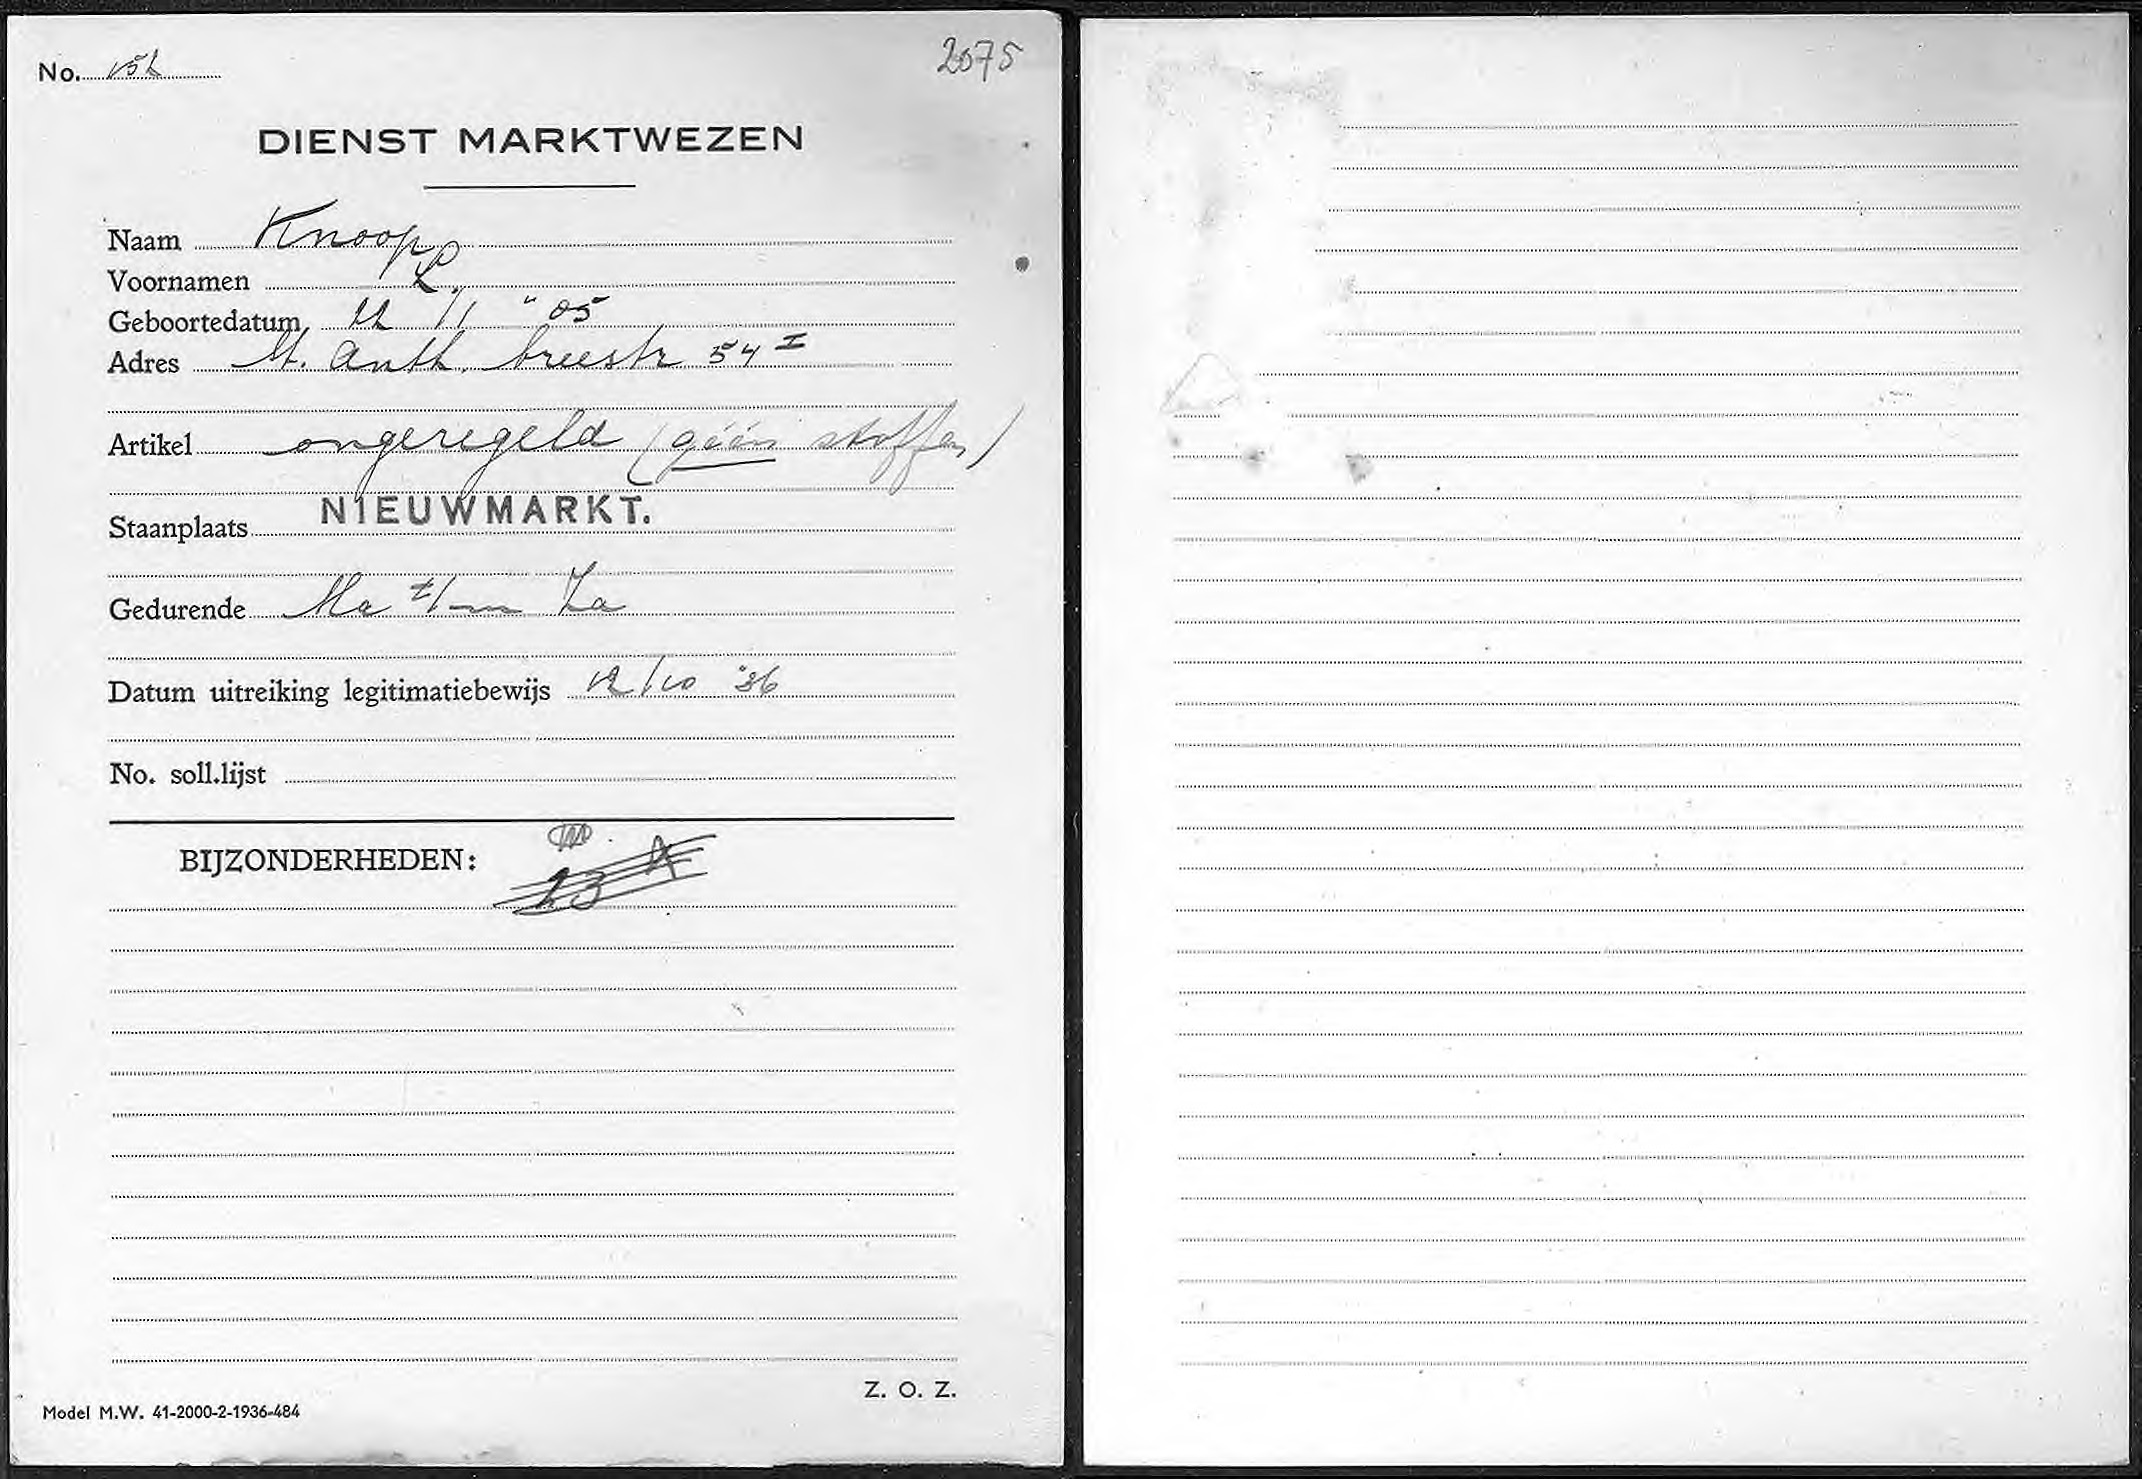 No. 152
2075
DIENST MARKTWEZEN
Naam Knoop
Voornamen L.
Geboortedatum 22/1 "05
Adres St. Anth. breestr 54 I
Artikel ongeregeld (géén stoffen)
Staanplaats NIEUWMARKT.
Gedurende Ma t/m Za
Datum uitreiking legitimatiebewijs 12/10 '36
No. soll.lijst
BIJZONDERHEDEN:
Z. O. Z.
Model M.W. 41-2000-2-1936-484